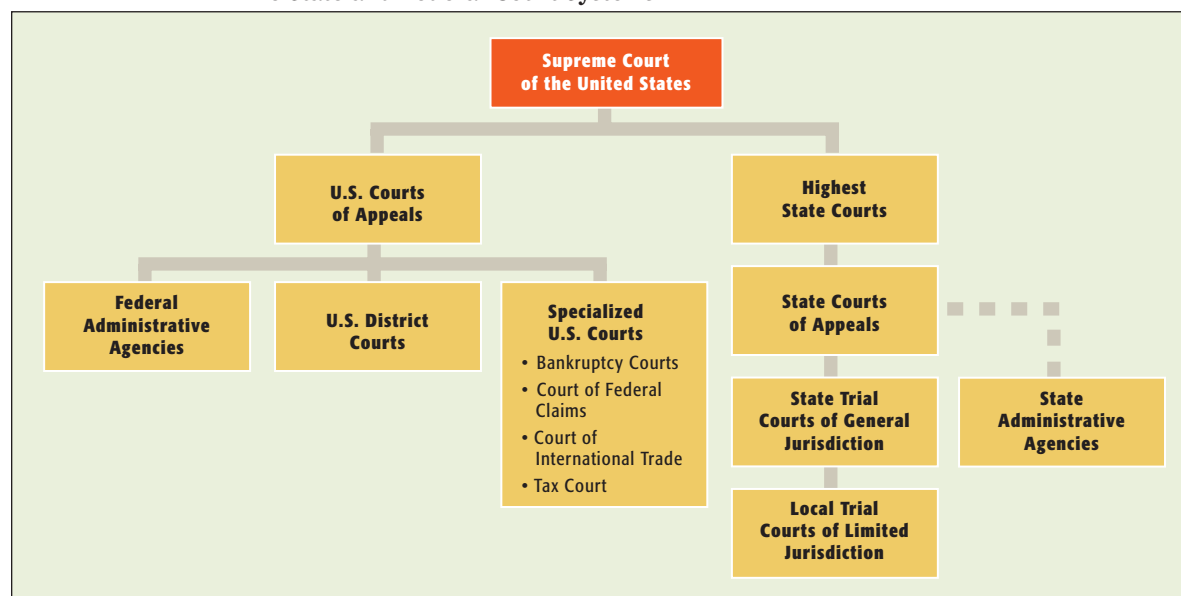 Supreme Court
of the United States
U.S. Courts
of Appeals
Highest
State Courts
Federal
Administrative
Agencies
U.S. District
Courts
Specialized
U.S. Courts
• Bankruptcy Courts
• Court of Federal
Claims
• Court of
International Trade
• Tax Court
State Courts
of Appeals
State Trial
Courts of General
Jurisdiction
State
Administrative
Agencies
Local Trial
Courts of Limited
Jurisdiction